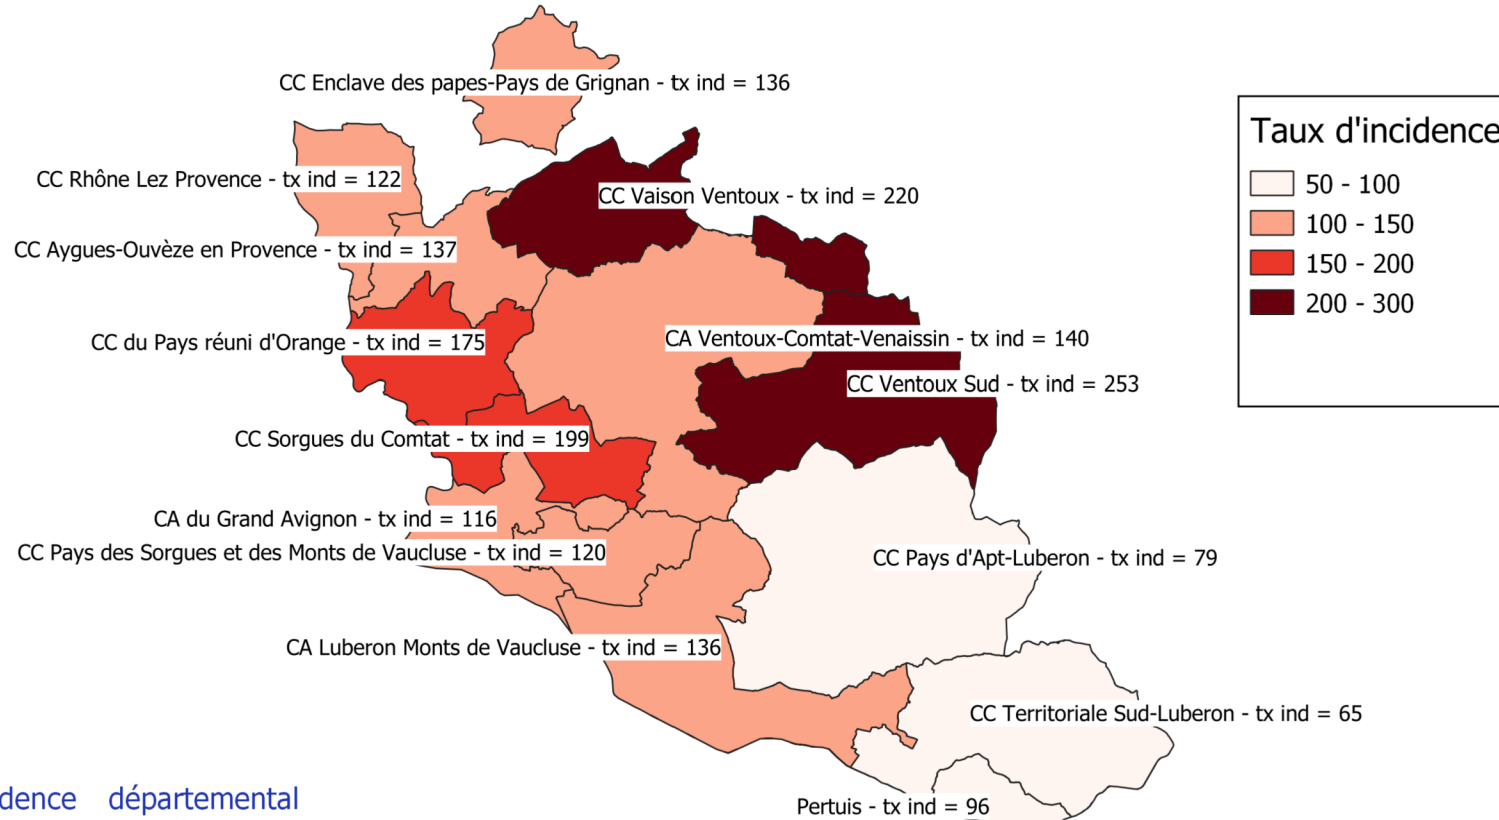 CC Enclave des papes-Pays de Grignan - tx ind = 136
Taux d'incidence
50 - 100
100 - 150
150 - 200
200 - 300
CC Rhône Lez Provence - tx ind = 122
CC Vaison Ventoux - tx ind = 220
CC Aygues-Ouvèze en Provence - tx ind = 137
CC du Pays réuni d'Orange - tx ind = 175
CA Ventoux-Comtat-Venaissin - tx ind = 140
CC Ventoux Sud - tx ind = 253
CC Sorgues du Comtat - tx ind = 199
CA du Grand Avignon - tx ind = 116
CC Pays des Sorgues et des Monts de Vaucluse - tx ind = 120
CC Pays d'Apt-Luberon - tx ind = 79
CA Luberon Monts de Vaucluse - tx ind = 136
CC Territoriale Sud-Luberon - tx ind = 65
dence départemental
Pertuis - tx ind = 96